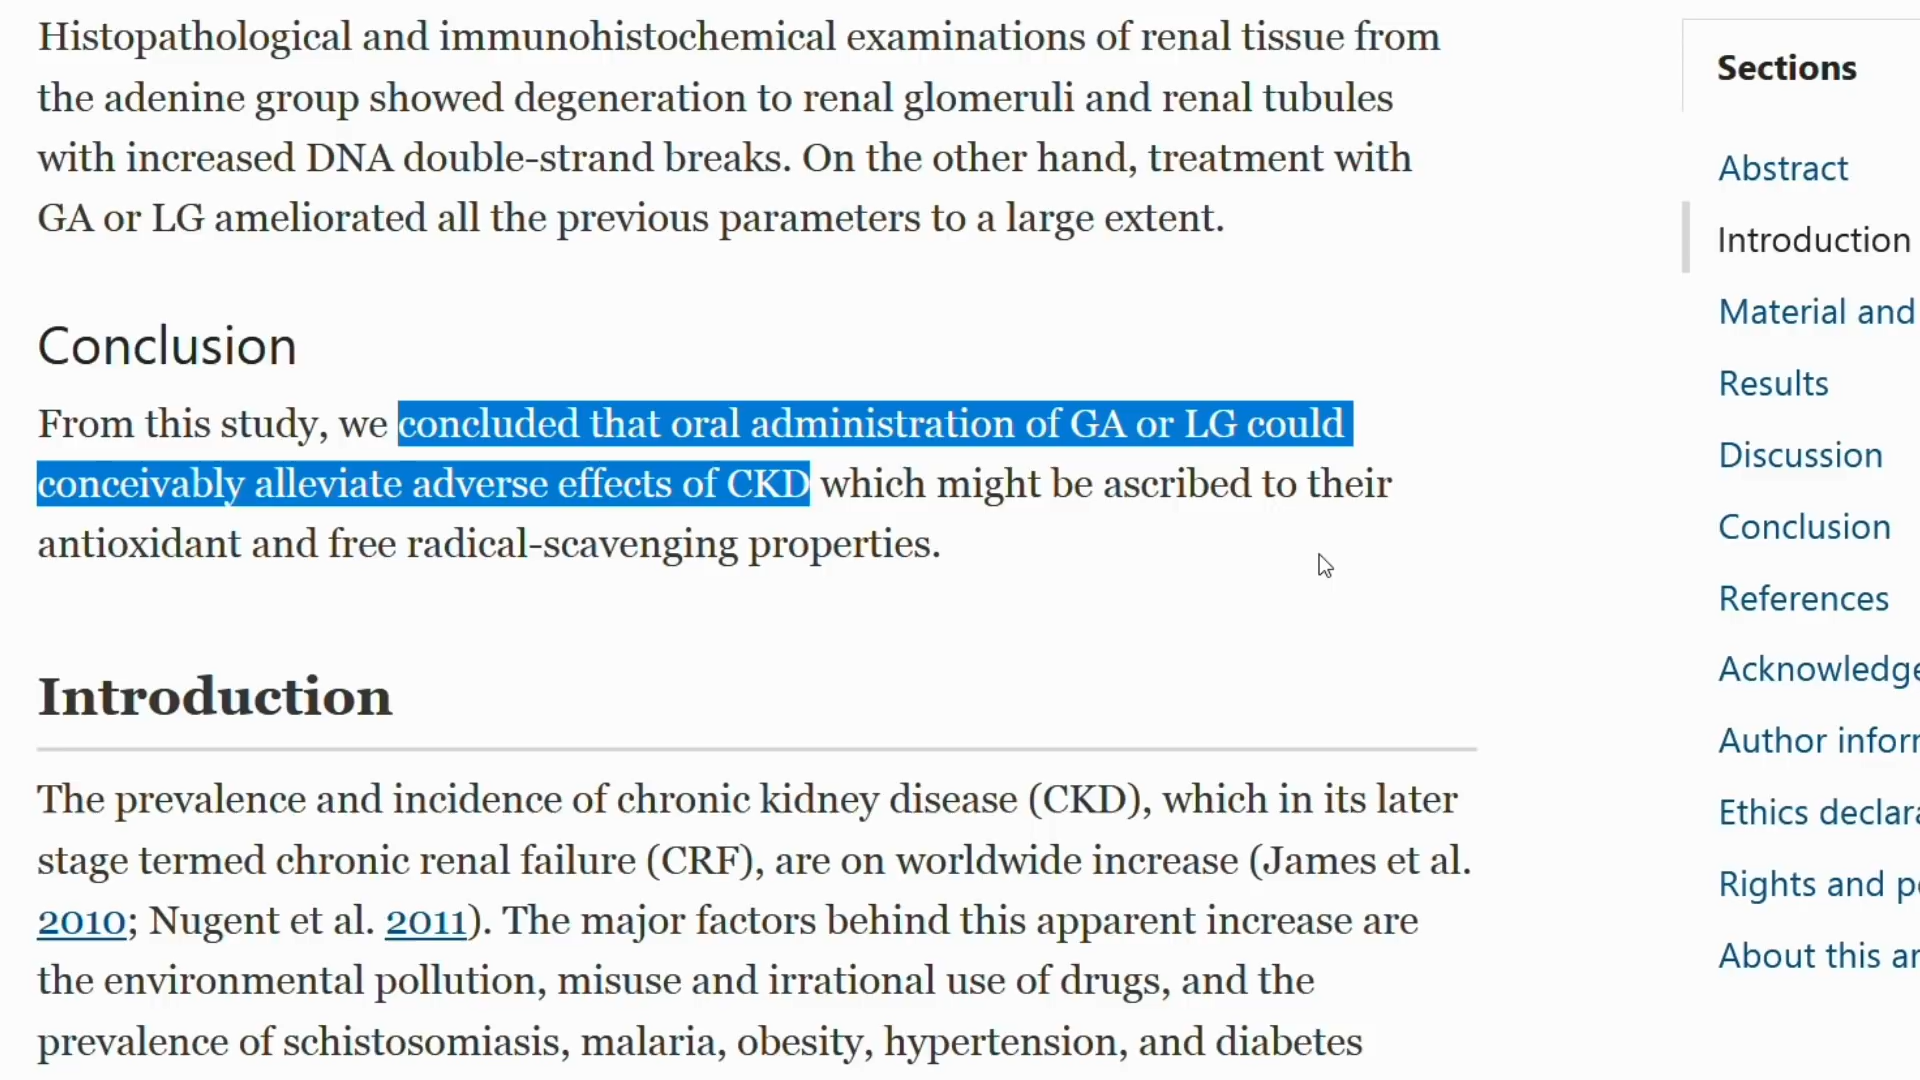 Histopathological and immunohistochemical examinations of renal tissue from
the adenine group showed degeneration to renal glomeruli and renal tubules
with increased DNA double-strand breaks. On the other hand, treatment with
GA or LG ameliorated all the previous parameters to a large extent.
Conclusion
From this study, we concluded that oral administration of GA or LG could
conceivably alleviate adverse effects of CKD which might be ascribed to their
antioxidant and free radical-scavenging properties.
Introduction
The prevalence and incidence of chronic kidney disease (CKD), which in its later
stage termed chronic renal failure (CRF), are on worldwide increase (James et al.
2010; Nugent et al. 2011). The major factors behind this apparent increase are
the environmental pollution, misuse and irrational use of drugs, and the
prevalence of schistosomiasis, malaria, obesity, hypertension, and diabetes
Sections
Abstract
Introduction
Material and
Results
Discussion
Conclusion
References
Acknowledge
Author infor
Ethics declara
Rights and p
About this ar